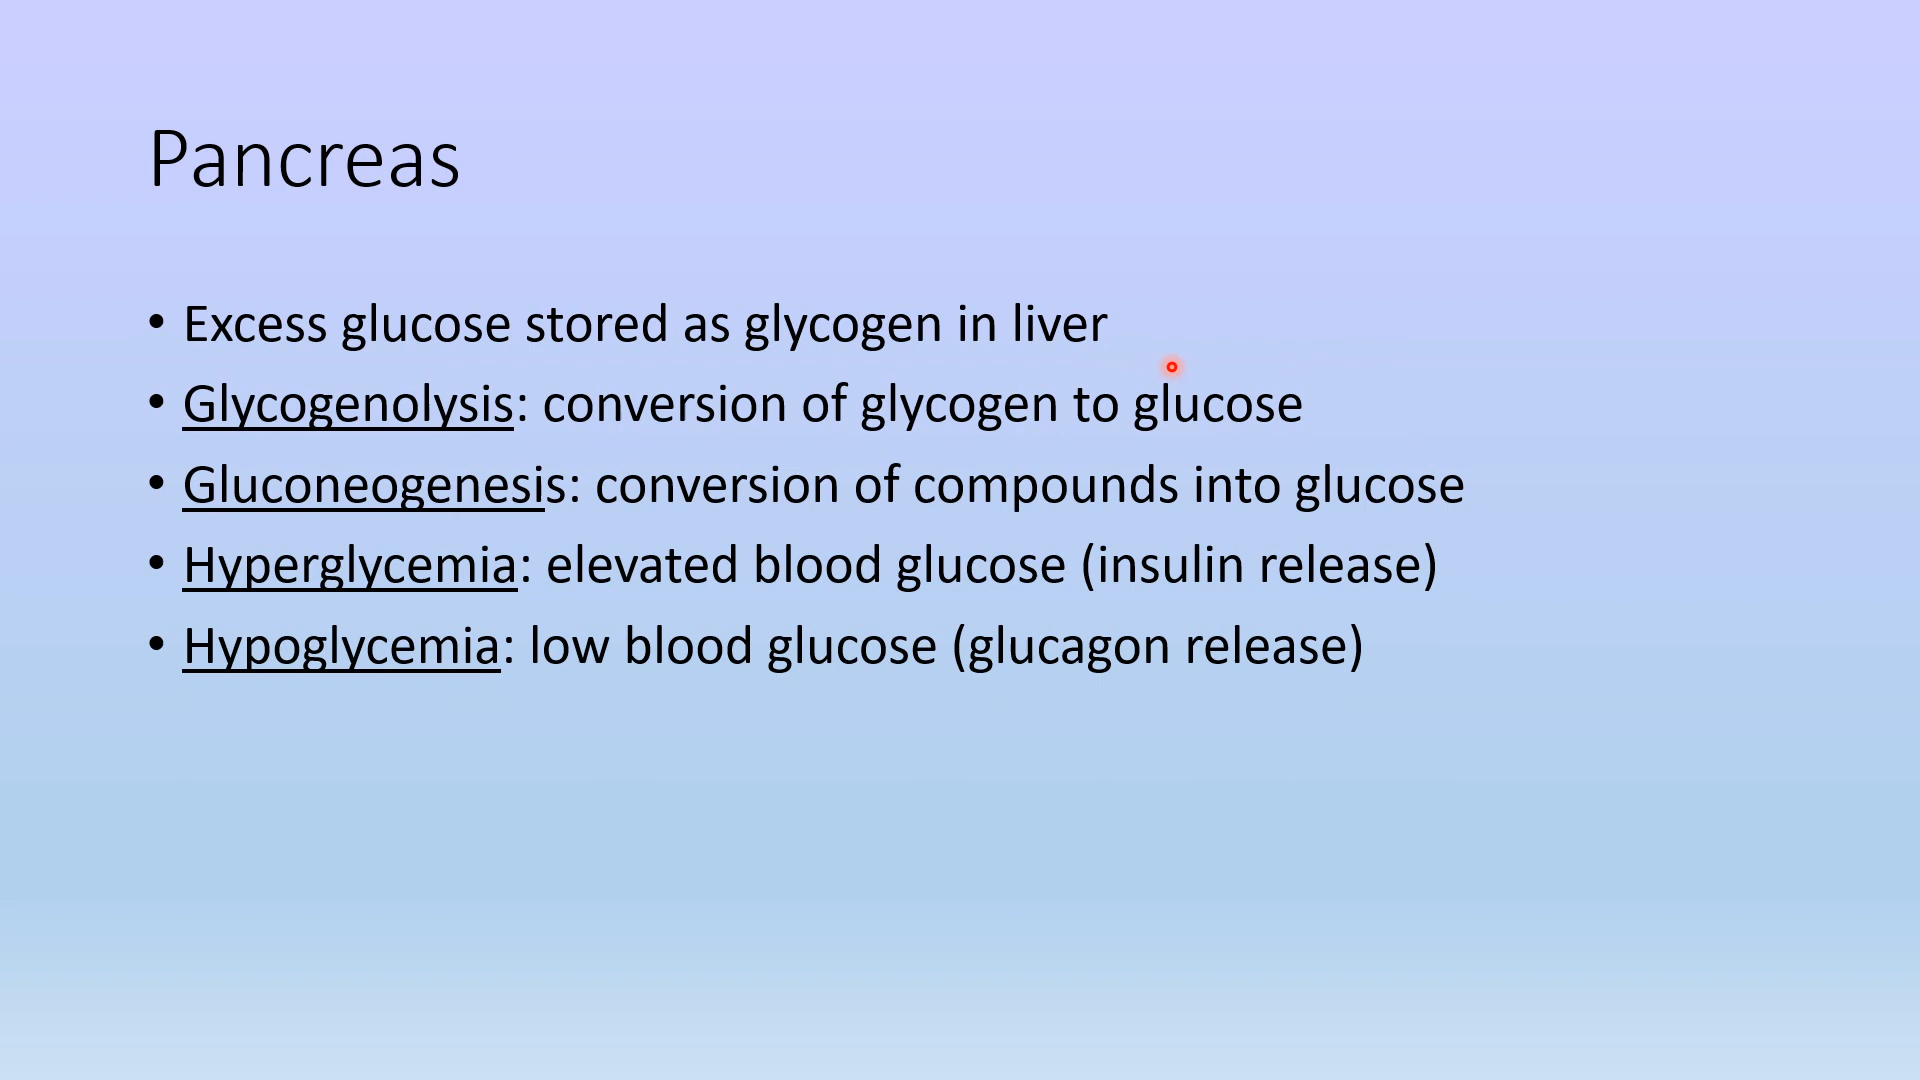 Pancreas
• Excess glucose stored as glycogen in liver
• Glycogenolysis: conversion of glycogen to glucose
• Gluconeogenesis: conversion of compounds into glucose
• Hyperglycemia: elevated blood glucose (insulin release)
• Hypoglycemia: low blood glucose (glucagon release)